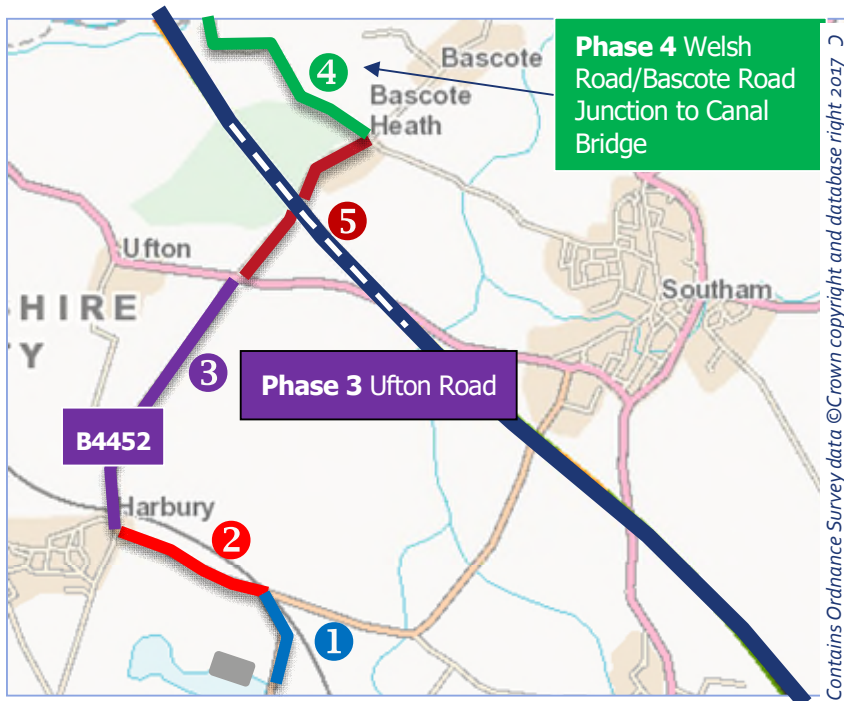 Phase 4 Welsh
Road/Bascote Road
Junction to Canal
Bridge
Bascote
4
Bascote
Heath
5
Ufton
Southam
HIRE
Y
3
Phase 3 Ufton Road
B4452
Harbury
2
1
Contains Ordnance Survey data ©Crown copyright and database right 2017